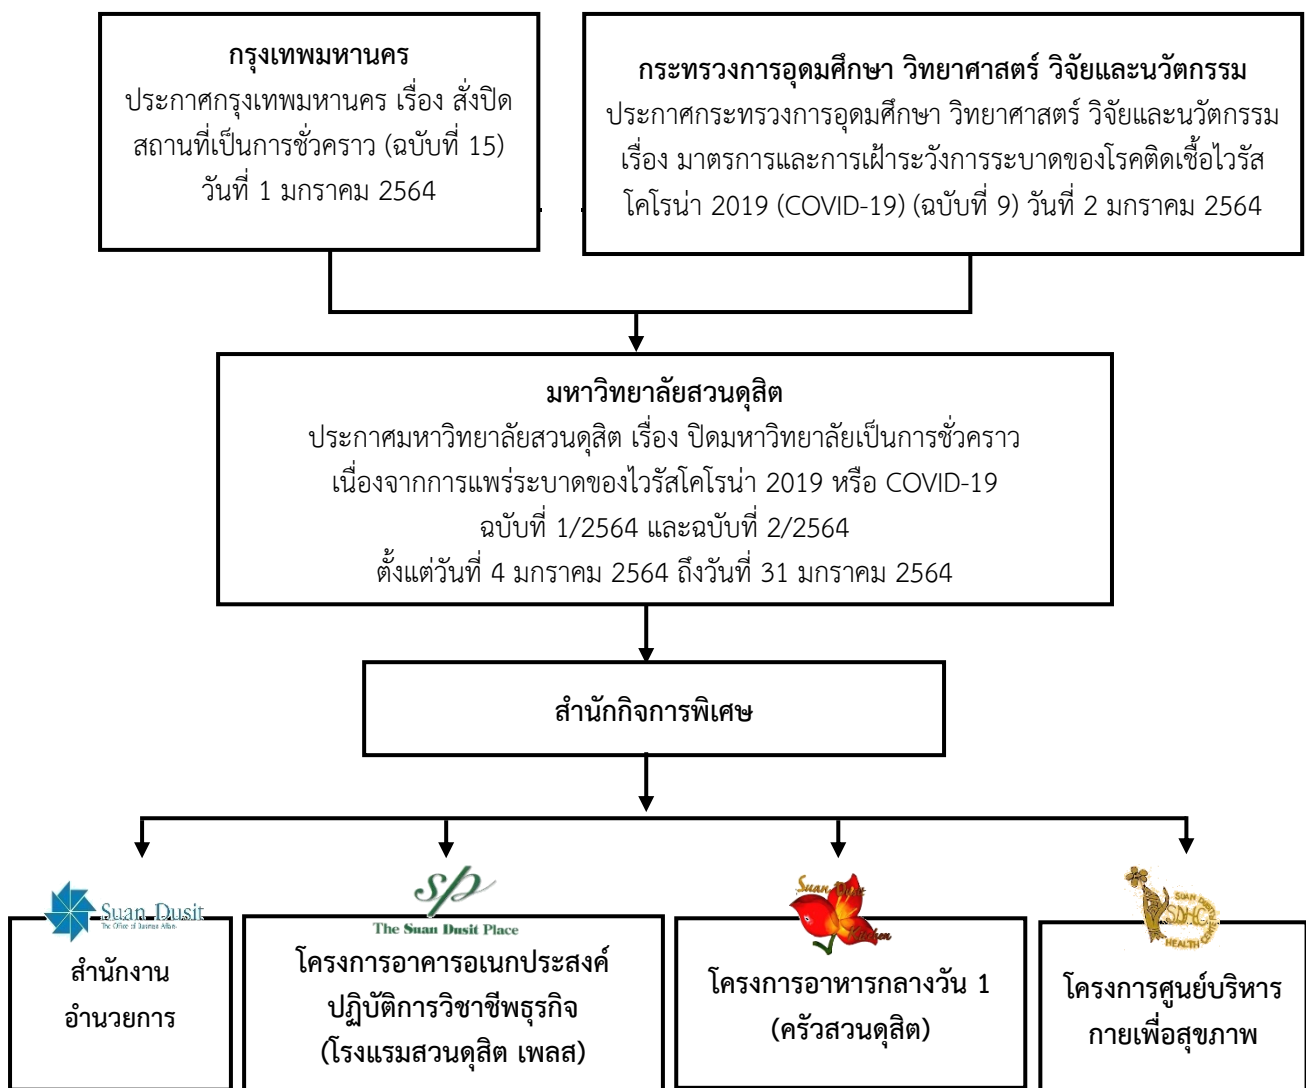 กรุงเทพมหานคร
ประกาศกรุงเทพมหานคร เรื่อง สั่งปิด
สถานที่เป็นการชั่วคราว (ฉบับที่ 15)
วันที่ 1 มกราคม 2564
กระทรวงการอุดมศึกษา วิทยาศาสตร์ วิจัยและนวัตกรรม
ประกาศกระทรวงการอุดมศึกษา วิทยาศาสตร์ วิจัยและนวัตกรรม
เรื่อง มาตรการและการเฝ้าระวังการระบาดของโรคติดเชื้อไวรัส
โคโรน่า 2019 (COVID-19) (ฉบับที่ 9) วันที่ 2 มกราคม 2564
มหาวิทยาลัยสวนดุสิต
ประกาศมหาวิทยาลัยสวนดุสิต เรื่อง ปิดมหาวิทยาลัยเป็นการชั่วคราว
เนื่องจากการแพร่ระบาดของไวรัสโคโรน่า 2019 หรือ COVID-19
ฉบับที่ 1/2564 และฉบับที่ 2/2564
ตั้งแต่วันที่ 4 มกราคม 2564 ถึงวันที่ 31 มกราคม 2564
สำนักกิจการพิเศษ
Suan Dusit
The Office of Business Affairs
สำนักงาน
อำนวยการ
sp
The Suan Dusit Place
โครงการอาคารอเนกประสงค์
ปฏิบัติการวิชาชีพธุรกิจ
(โรงแรมสวนดุสิต เพลส)
Suan Dusit
Kitchen
โครงการอาหารกลางวัน 1
(ครัวสวนดุสิต)
SUAN DUSIT
SDHC
HEALTH CENTER
โครงการศูนย์บริหาร
กายเพื่อสุขภาพ